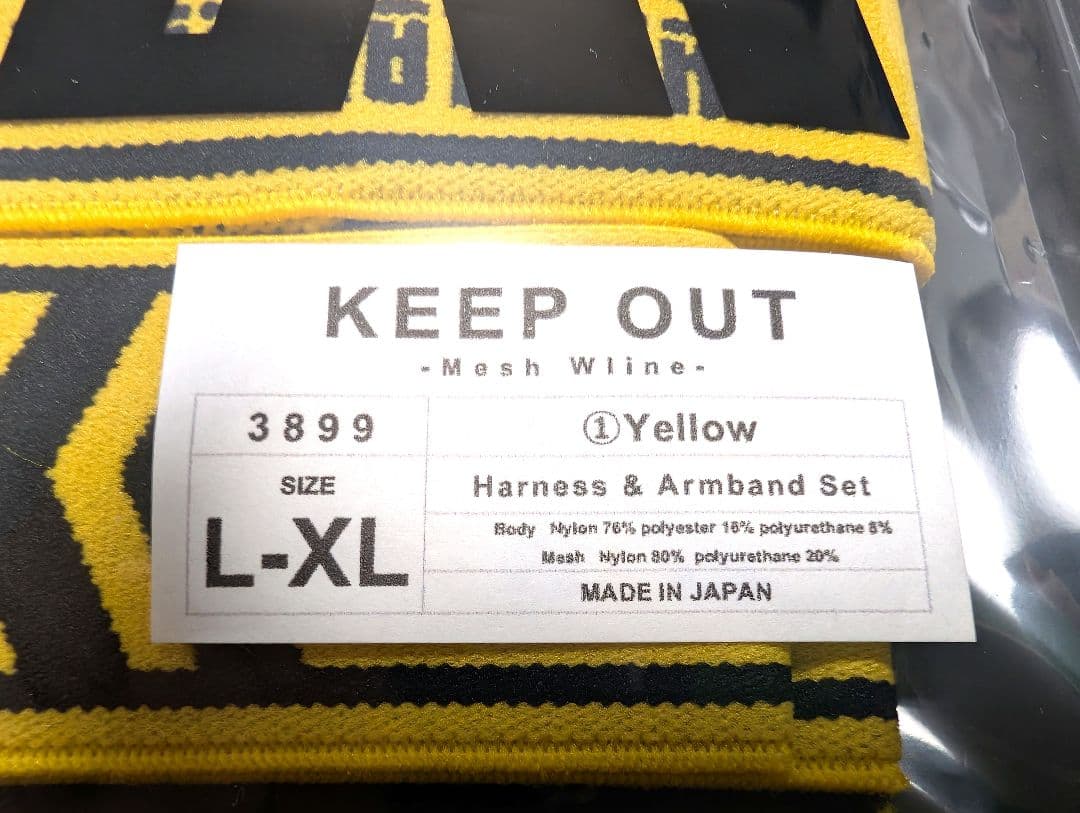 KEEP OUT
-Mesh Wline-
3899
①Yellow
SIZE
L-XL
Harness & Armband Set
Body Nylon 76% polyester 16% polyurethane 8%
Mesh Nylon 80% polyurethane 20%
MADE IN JAPAN